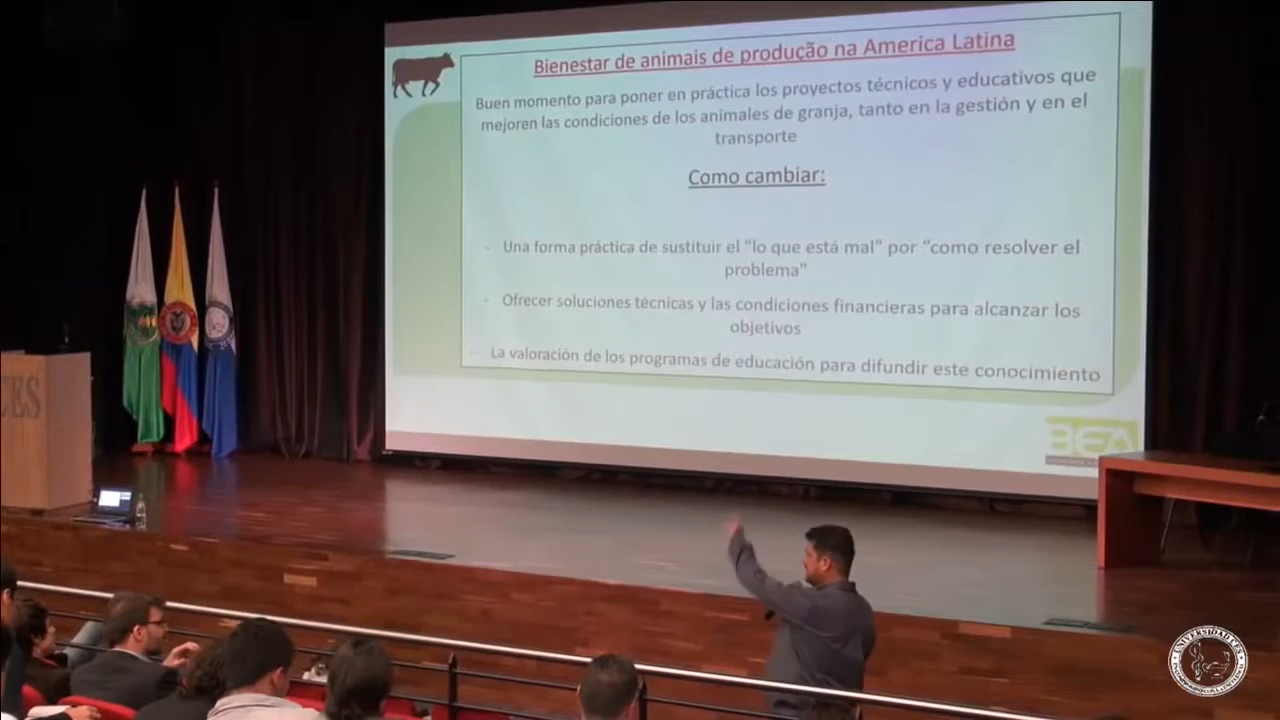 Bienestar de animais de produção na America Latina
Buen momento para poner en práctica los proyectos técnicos y educativos que
mejoren las condiciones de los animales de granja, tanto en la gestión y en el
transporte
Como cambiar:
- Una forma práctica de sustituir el "lo que está mal" por "como resolver el
problema"
- Ofrecer soluciones técnicas y las condiciones financieras para alcanzar los
objetivos
- La valoración de los programas de educación para difundir este conocimiento
BEA
CES
UNIVERSIDAD CES